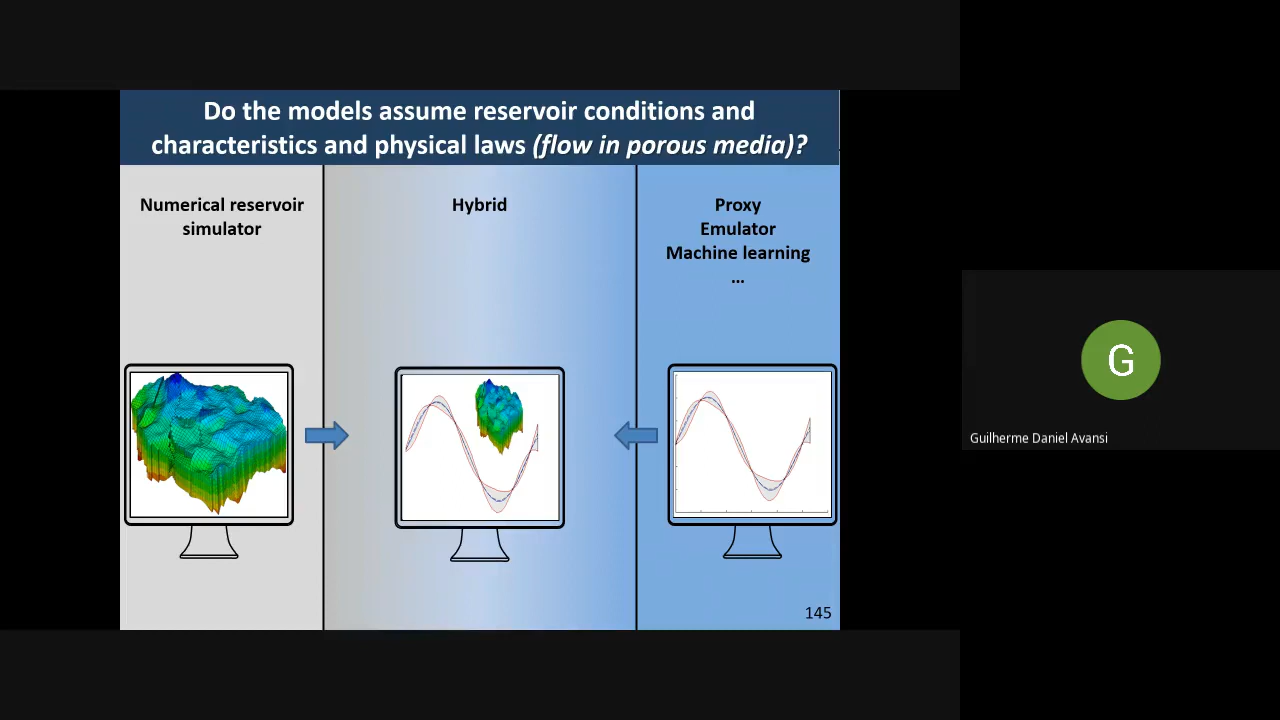 Do the models assume reservoir conditions and
characteristics and physical laws (flow in porous media)?
Numerical reservoir
simulator
Hybrid
Proxy
Emulator
Machine learning
...
145
G
Guilherme Daniel Avansi